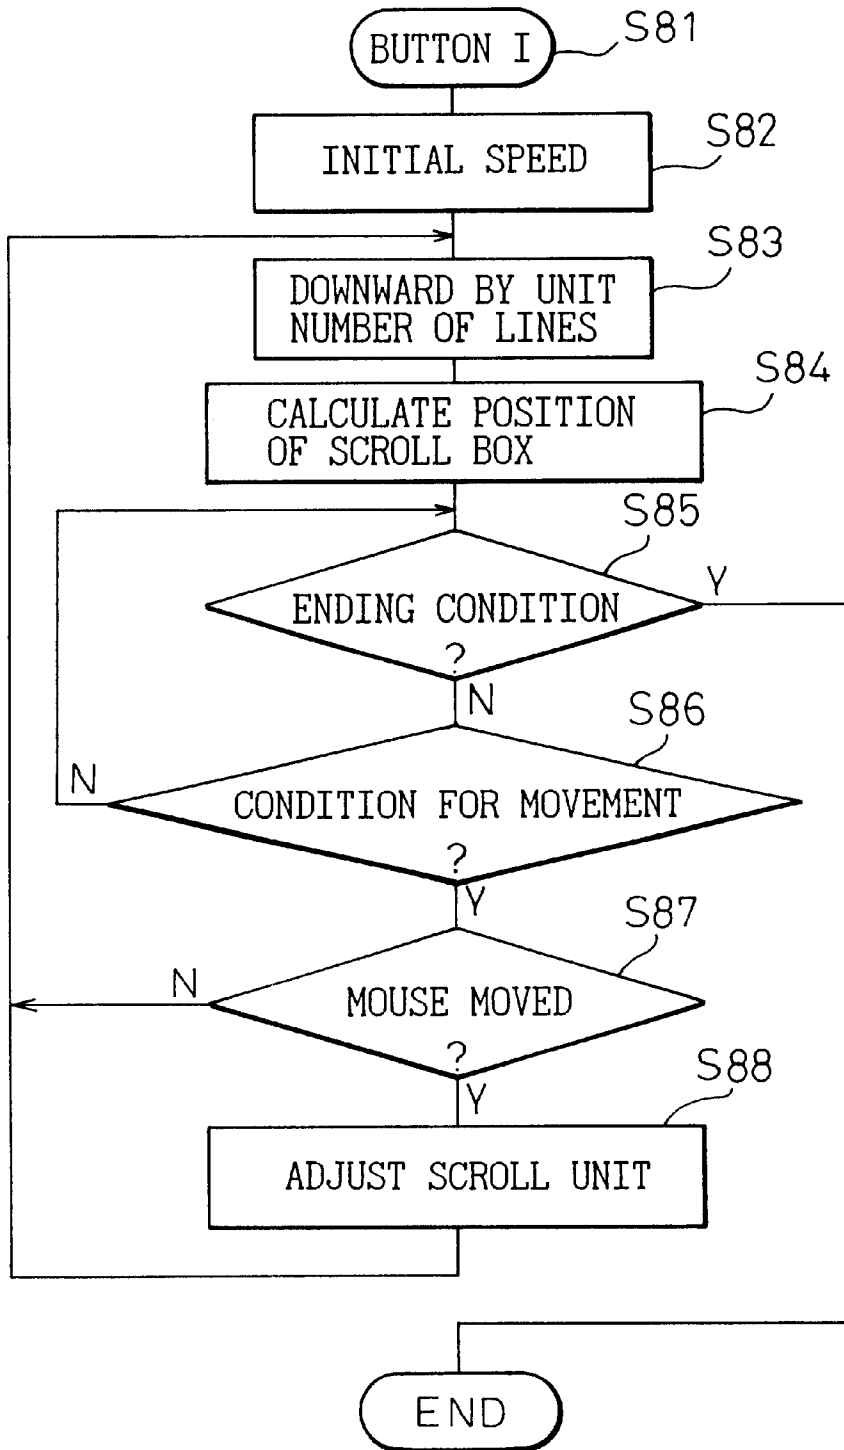 BUTTON I
S81
INITIAL SPEED
S82
DOWNWARD BY UNIT
NUMBER OF LINES
S83
CALCULATE POSITION
OF SCROLL BOX
S84
S85
ENDING CONDITION
?
Y
N
S86
CONDITION FOR MOVEMENT
?
N
Y
S87
MOUSE MOVED
?
N
Y
S88
ADJUST SCROLL UNIT
END